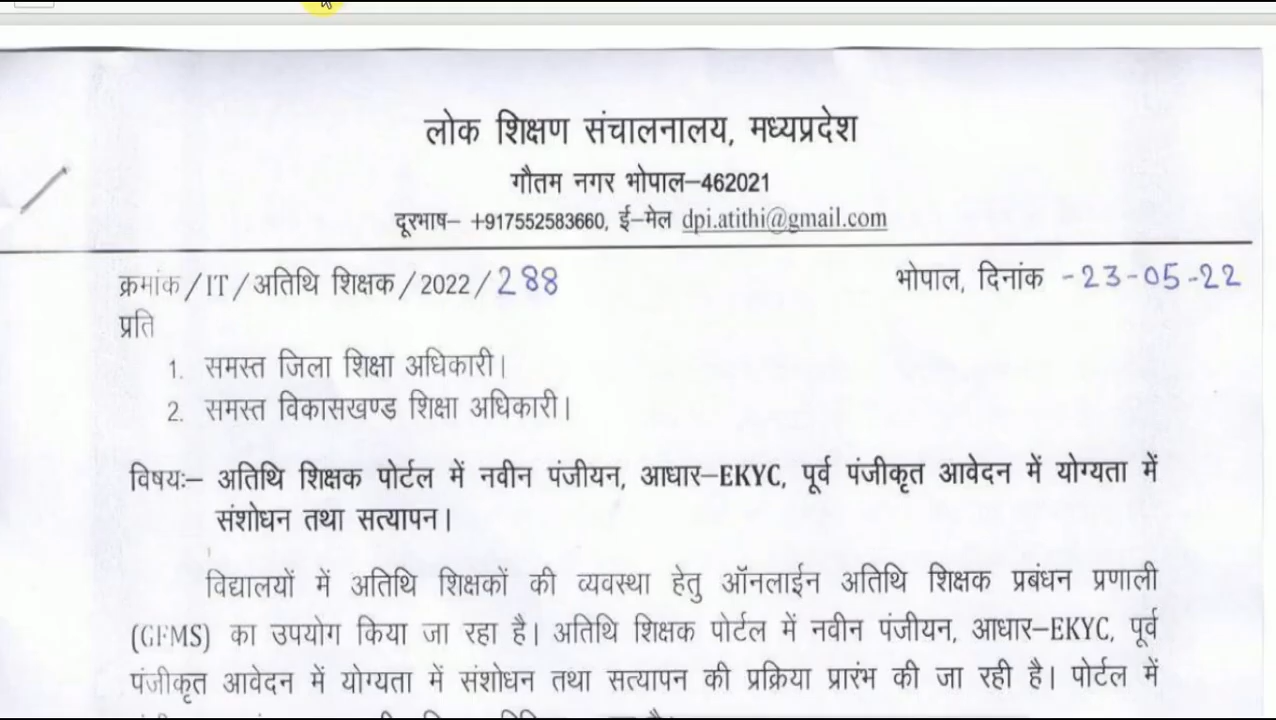 लोक शिक्षण संचालनालय, मध्यप्रदेश
गौतम नगर भोपाल–462021
दूरभाष– +917552583660, ई–मेल dpi.atithi@gmail.com
क्रमांक/IT/अतिथि शिक्षक/2022/288 भोपाल, दिनांक -23-05-22
प्रति
1. समस्त जिला शिक्षा अधिकारी।
2. समस्त विकासखण्ड शिक्षा अधिकारी।
विषयः– अतिथि शिक्षक पोर्टल में नवीन पंजीयन, आधार–EKYC, पूर्व पंजीकृत आवेदन में योग्यता में
संशोधन तथा सत्यापन।
विद्यालयों में अतिथि शिक्षकों की व्यवस्था हेतु ऑनलाईन अतिथि शिक्षक प्रबंधन प्रणाली
(GFMS) का उपयोग किया जा रहा है। अतिथि शिक्षक पोर्टल में नवीन पंजीयन, आधार–EKYC, पूर्व
पंजीकृत आवेदन में योग्यता में संशोधन तथा सत्यापन की प्रक्रिया प्रारंभ की जा रही है। पोर्टल में